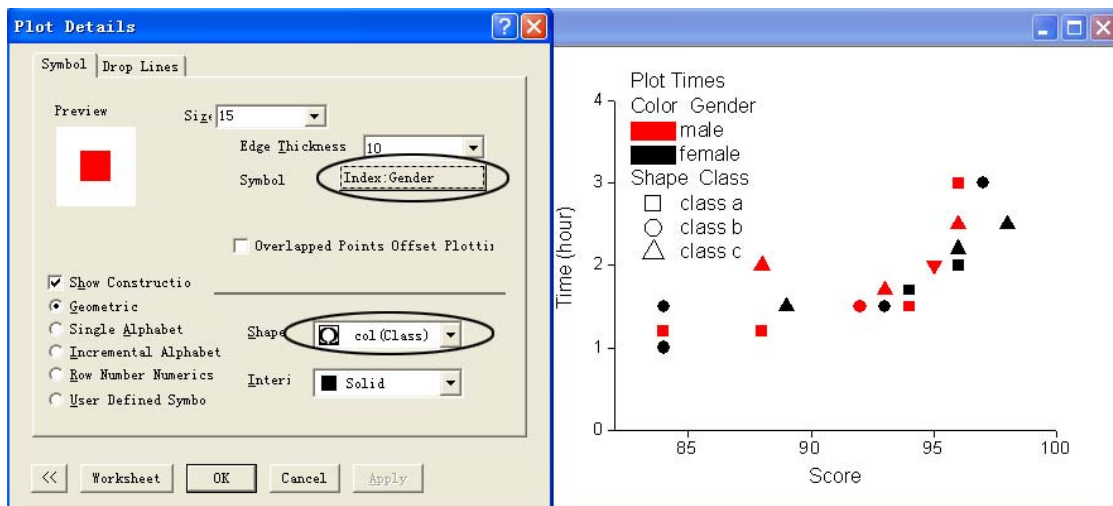 Plot Details
Symbol Drop Lines
Preview
Size 15
Edge Thickness 10
Symbol Index:Gender
Overlapped Points Offset Plotti
Show Constructio
Geometric
Single Alphabet
Incremental Alphabet
Row Number Numerics
User Defined Symbo
Shape col(Class)
Interi Solid
<< Worksheet OK Cancel Apply
Plot Times
Color Gender
male
female
Shape Class
class a
class b
class c
Time (hour)
4
3
2
1
0
85 90 95 100
Score